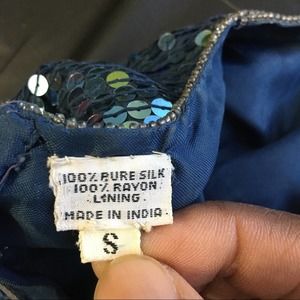 100% PURE SILK
100% RAYON
LINING
MADE IN INDIA
S